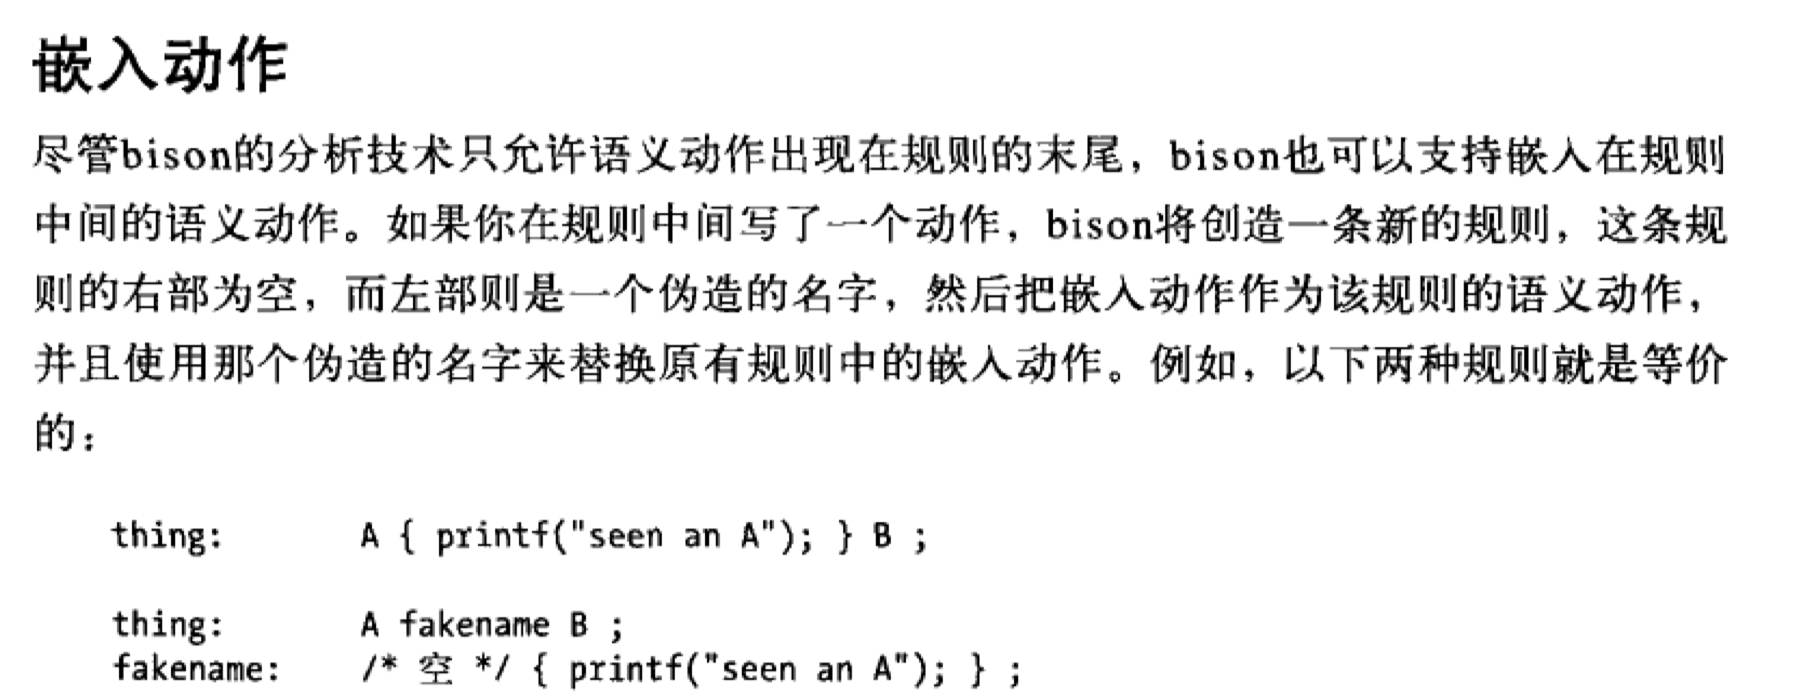 嵌入动作
尽管bison的分析技术只允许语义动作出现在规则的末尾，bison也可以支持嵌入在规则
中间的语义动作。如果你在规则中间写了一个动作，bison将创造一条新的规则，这条规
则的右部为空，而左部则是一个伪造的名字，然后把嵌入动作作为该规则的语义动作，
并且使用那个伪造的名字来替换原有规则中的嵌入动作。例如，以下两种规则就是等价
的：
thing: A { printf("seen an A"); } B ;
thing: A fakename B ;
fakename: /* 空 */ { printf("seen an A"); } ;